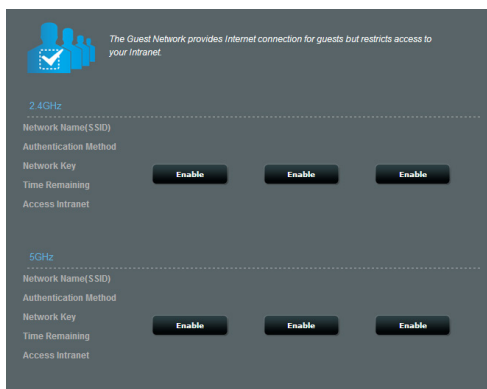 The Guest Network provides Internet connection for guests but restricts access to
your Intranet.
2.4GHz
Network Name(SSID)
Authentication Method
Network Key
Enable Enable Enable
Time Remaining
Access Intranet
5GHz
Network Name(SSID)
Authentication Method
Network Key
Enable Enable Enable
Time Remaining
Access Intranet